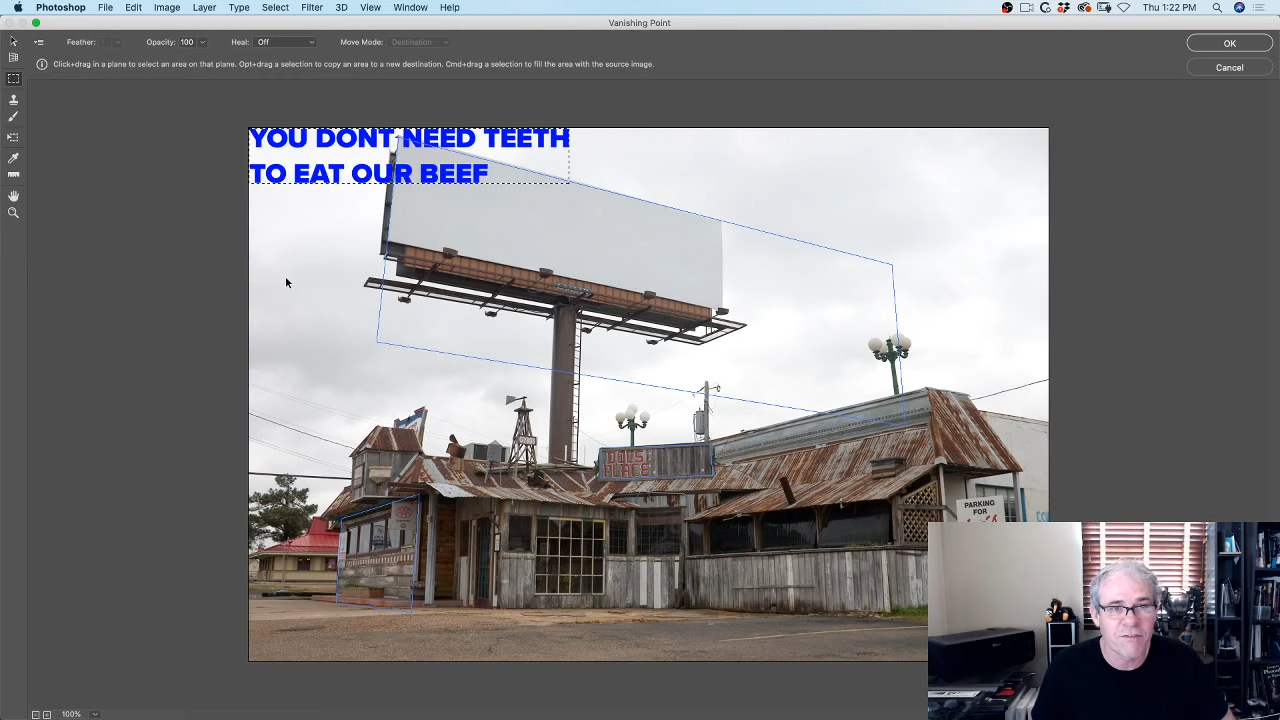 Photoshop File Edit Image Layer Type Select Filter 3D View Window Help Thu 1:22 PM
Vanishing Point
Feather: Opacity: 100 Heal: Off Move Mode: Destination OK
Click+drag in a plane to select an area on that plane. Opt+drag a selection to copy an area to a new destination. Cmd+drag a selection to fill the area with the source image. Cancel
YOU DONT NEED TEETH
TO EAT OUR BEEF
DOC'S
PLACE
PARKING
FOR
100%